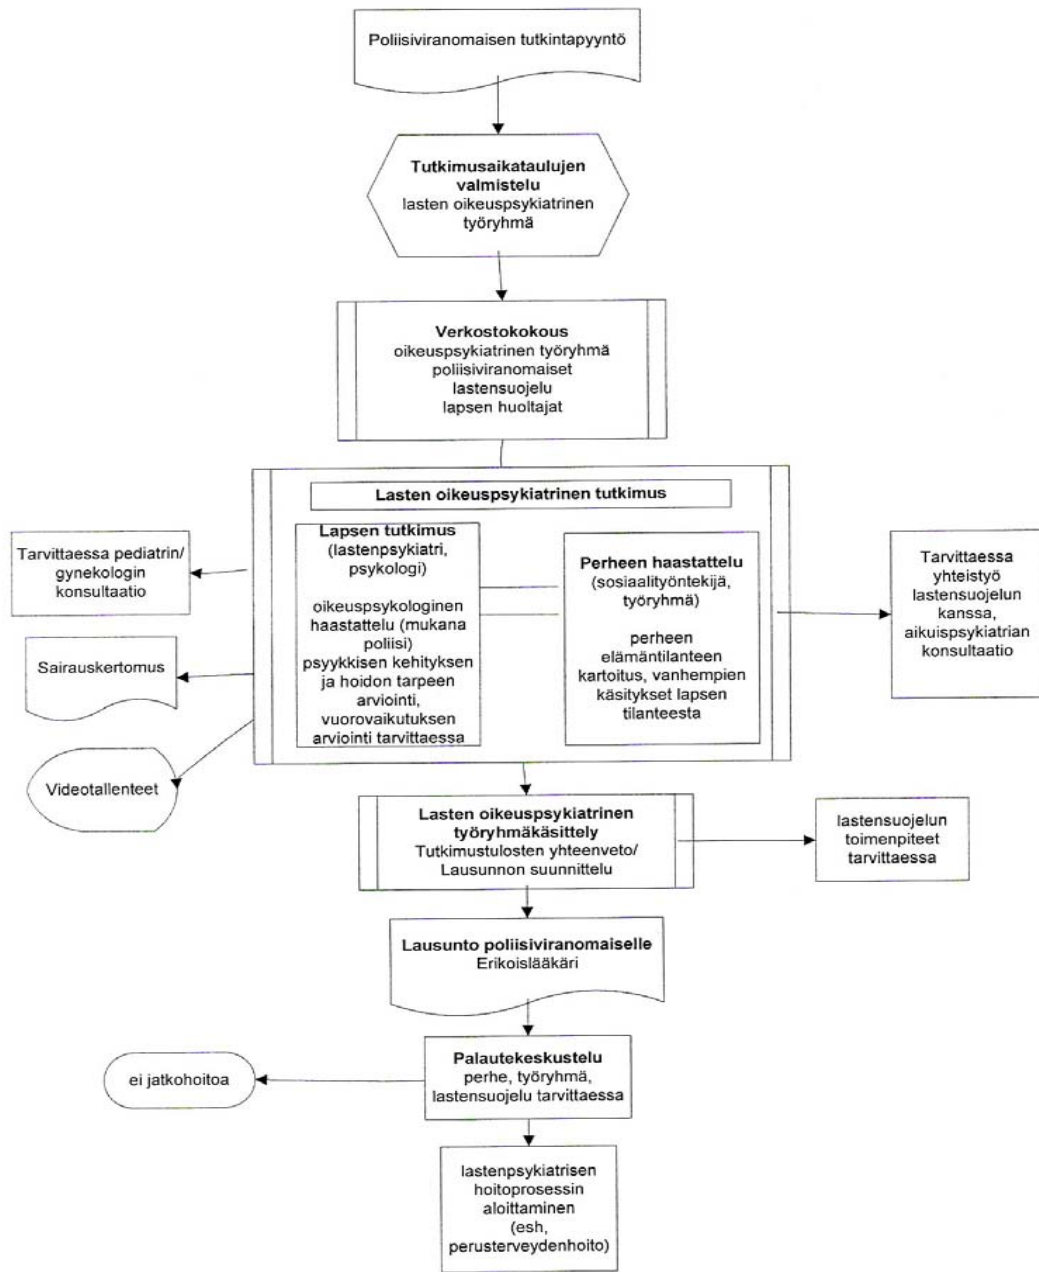 Poliisiviranomaisen tutkintapyyntö
Tutkimusaikataulujen
valmistelu
lasten oikeuspsykiatrinen
työryhmä
Verkostokokous
oikeuspsykiatrinen työryhmä
poliisiviranomaiset
lastensuojelu
lapsen huoltajat
Lasten oikeuspsykiatrinen tutkimus
Lapsen tutkimus
(lastenpsykiatri,
psykologi)
oikeuspsykologinen
haastattelu (mukana
poliisi)
psyykkisen kehityksen
ja hoidon tarpeen
arviointi,
vuorovaikutuksen
arviointi tarvittaessa
Perheen haastattelu
(sosiaalityöntekijä,
työryhmä)
perheen
elämäntilanteen
kartoitus, vanhempien
käsitykset lapsen
tilanteesta
Tarvittaessa pediatrin/
gynekologin
konsultaatio
Sairauskertomus
Videotallenteet
Tarvittaessa
yhteistyö
lastensuojelun
kanssa,
aikuispsykiatrian
konsultaatio
Lasten oikeuspsykiatrinen
työryhmäkäsittely
Tutkimustulosten yhteenveto/
Lausunnon suunnittelu
lastensuojelun
toimenpiteet
tarvittaessa
Lausunto poliisiviranomaiselle
Erikoislääkäri
Palautekeskustelu
perhe, työryhmä,
lastensuojelu tarvittaessa
ei jatkohoitoa
lastenpsykiatrisen
hoitoprosessin
aloittaminen
(esh,
perusterveydenhoito)